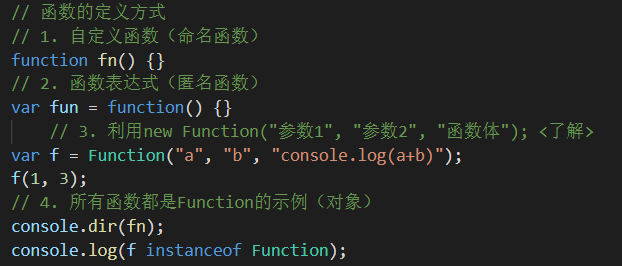 // 函数的定义方式
// 1. 自定义函数（命名函数）
function fn() {}
// 2. 函数表达式（匿名函数）
var fun = function() {}
// 3. 利用new Function("参数1", "参数2", "函数体"); <了解>
var f = Function("a", "b", "console.log(a+b)");
f(1, 3);
// 4. 所有函数都是Function的示例（对象）
console.dir(fn);
console.log(f instanceof Function);